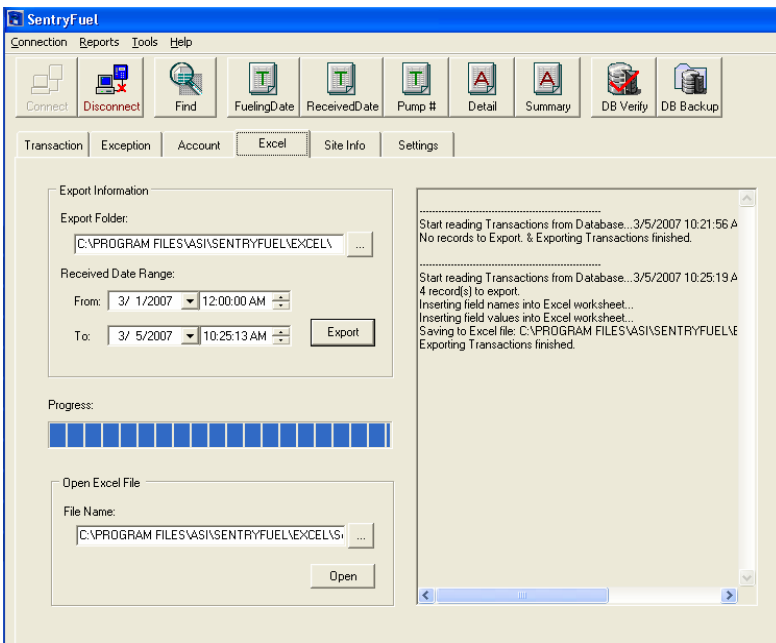 SentryFuel
Connection Reports Tools Help
Connect Disconnect Find FuelingDate ReceivedDate Pump # Detail Summary DB Verify DB Backup
Transaction Exception Account Excel Site Info Settings
Export Information
Export Folder:
C:\PROGRAM FILES\ASI\SENTRYFUEL\EXCEL\ ...
Received Date Range:
From: 3/ 1/2007 12:00:00 AM
To: 3/ 5/2007 10:25:13 AM Export
Progress:
Open Excel File
File Name:
C:\PROGRAM FILES\ASI\SENTRYFUEL\EXCEL\S ...
Open
------------------------------------------------------------
Start reading Transactions from Database...3/5/2007 10:21:56 A
No records to Export. & Exporting Transactions finished.
------------------------------------------------------------
Start reading Transactions from Database...3/5/2007 10:25:19 A
4 record(s) to export.
Inserting field names into Excel worksheet...
Inserting field values into Excel worksheet...
Saving to Excel file: C:\PROGRAM FILES\ASI\SENTRYFUEL\E
Exporting Transactions finished.